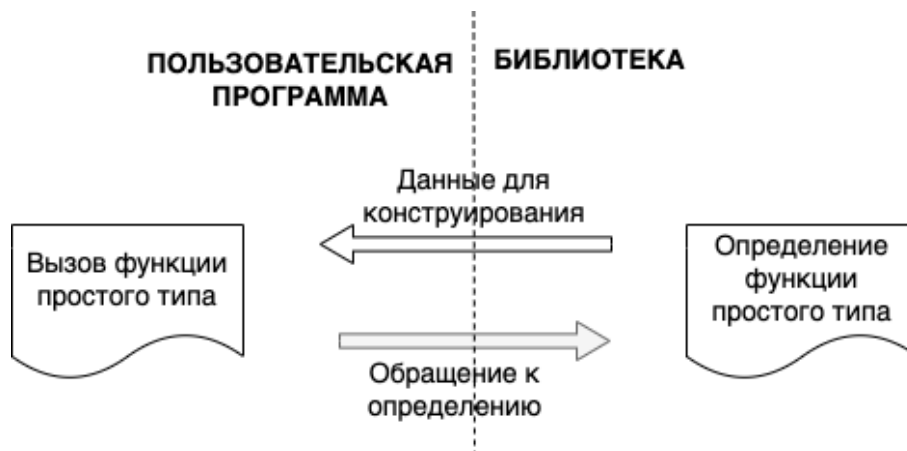 ПОЛЬЗОВАТЕЛЬСКАЯ
ПРОГРАММА
БИБЛИОТЕКА
Данные для
конструирования
Вызов функции
простого типа
Определение
функции
простого типа
Обращение к
определению